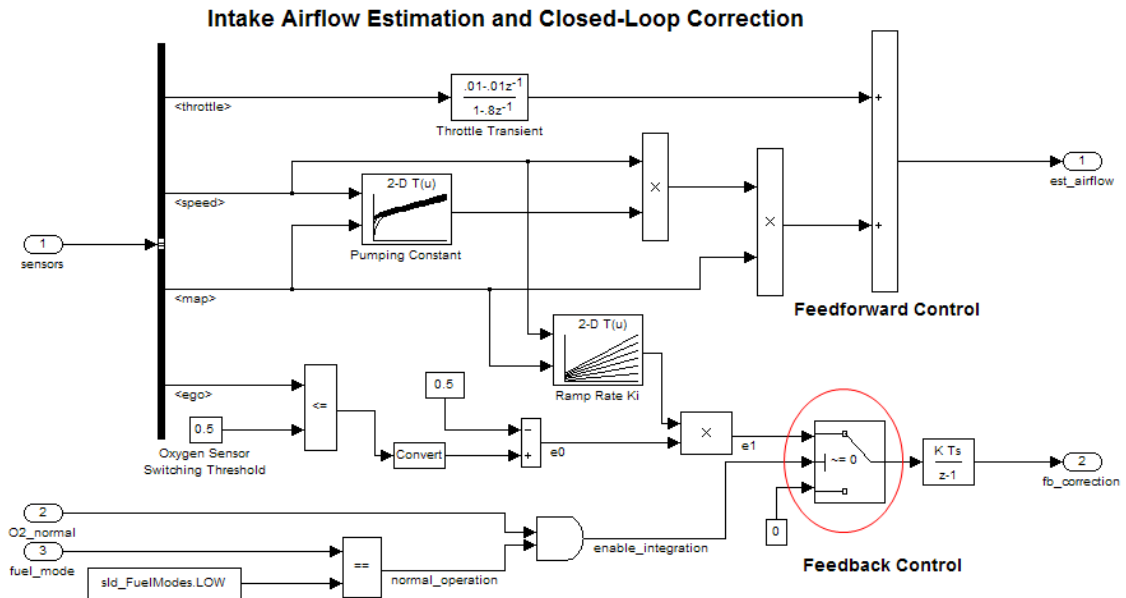 Intake Airflow Estimation and Closed-Loop Correction
.01-.01z-1
1-.8z-1
<throttle>
Throttle Transient
+
1
est_airflow
2-D T(u)
×
<speed>
×
1
sensors
Pumping Constant
+
<map>
Feedforward Control
2-D T(u)
<ego>
0.5
Ramp Rate Ki
<=
0.5
Oxygen Sensor
Switching Threshold
−
+
e0
Convert
×
e1
~= 0
K Ts
z-1
2
fb_correction
2
O2_normal
0
enable_integration
3
fuel_mode
==
normal_operation
sld_FuelModes.LOW
Feedback Control